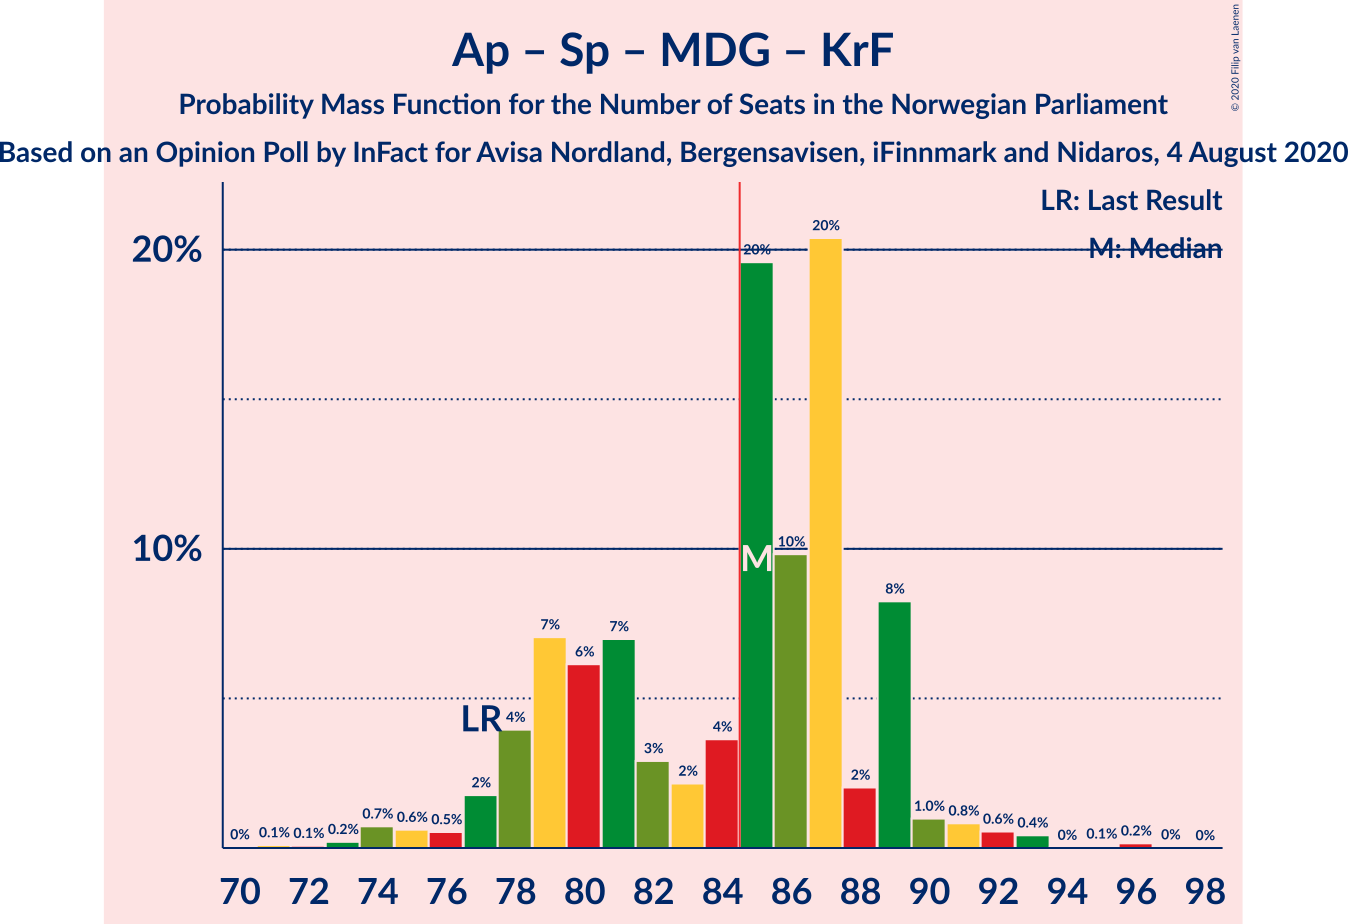 Ap – Sp – MDG – KrF
Probability Mass Function for the Number of Seats in the Norwegian Parliament
Based on an Opinion Poll by InFact for Avisa Nordland, Bergensavisen, iFinnmark and Nidaros, 4 August 2020
© 2020 Filip van Laenen
LR: Last Result
M: Median
20%
10%
0% 0.1% 0.1% 0.2% 0.7% 0.6% 0.5% 2% 4% 7% 6% 7% 3% 2% 4% 20% 10% 20% 2% 8% 1.0% 0.8% 0.6% 0.4% 0% 0.1% 0.2% 0% 0%
LR
M
70 72 74 76 78 80 82 84 86 88 90 92 94 96 98